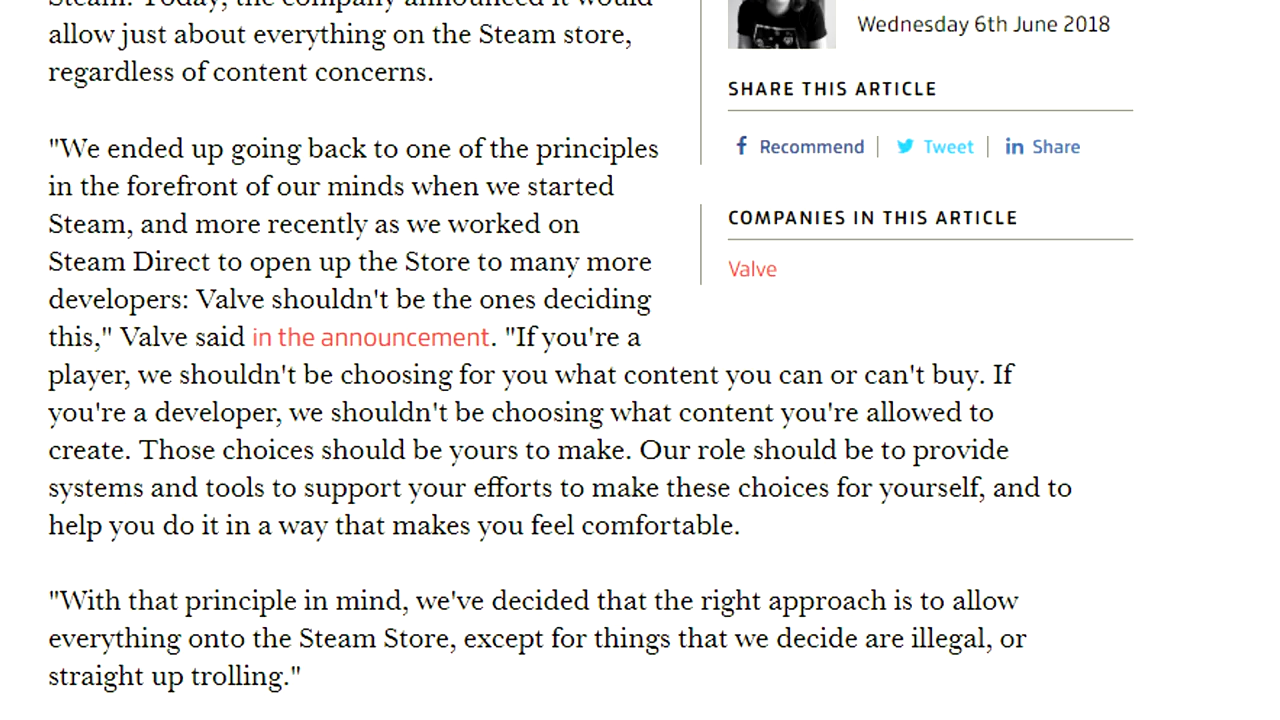 Steam. Today, the company announced it would
allow just about everything on the Steam store,
regardless of content concerns.
"We ended up going back to one of the principles
in the forefront of our minds when we started
Steam, and more recently as we worked on
Steam Direct to open up the Store to many more
developers: Valve shouldn't be the ones deciding
this," Valve said in the announcement. "If you're a
player, we shouldn't be choosing for you what content you can or can't buy. If
you're a developer, we shouldn't be choosing what content you're allowed to
create. Those choices should be yours to make. Our role should be to provide
systems and tools to support your efforts to make these choices for yourself, and to
help you do it in a way that makes you feel comfortable.
"With that principle in mind, we've decided that the right approach is to allow
everything onto the Steam Store, except for things that we decide are illegal, or
straight up trolling."
Wednesday 6th June 2018
SHARE THIS ARTICLE
f Recommend
Tweet
in Share
COMPANIES IN THIS ARTICLE
Valve